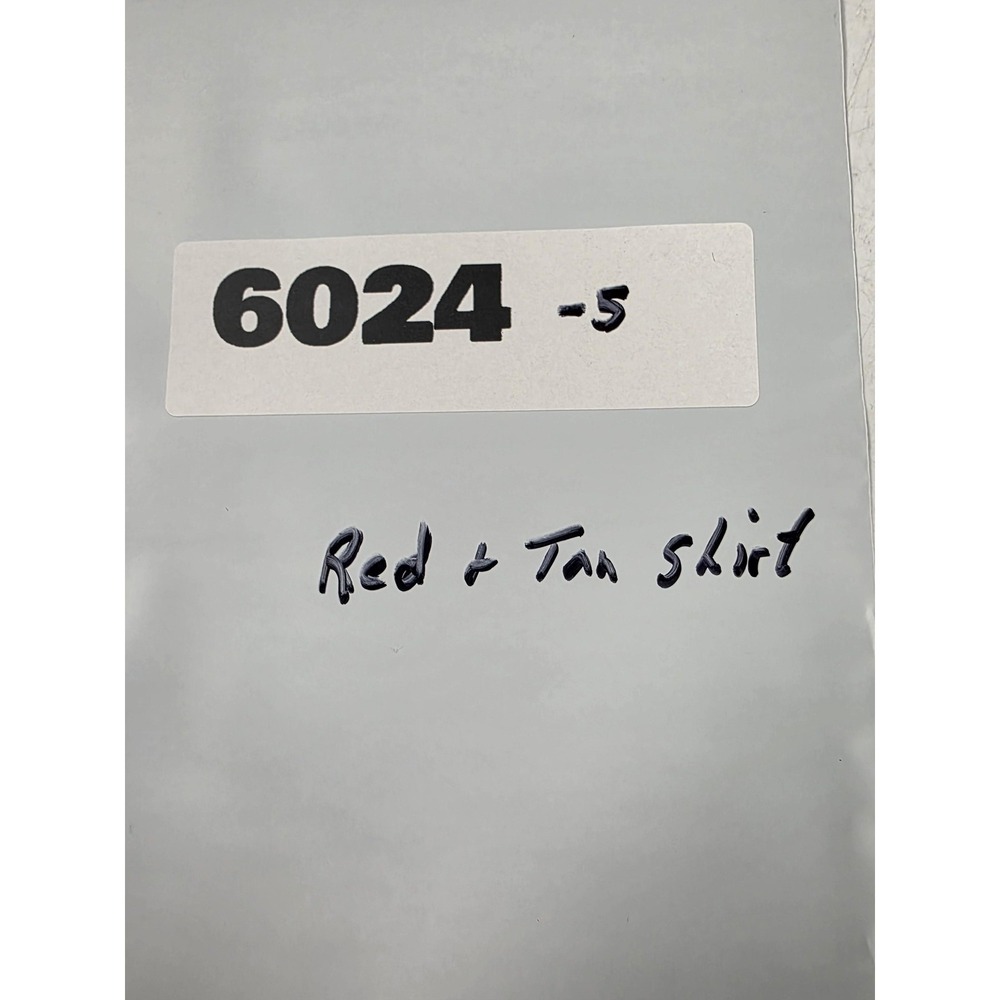 6024 -5
Red + Tan Shirt